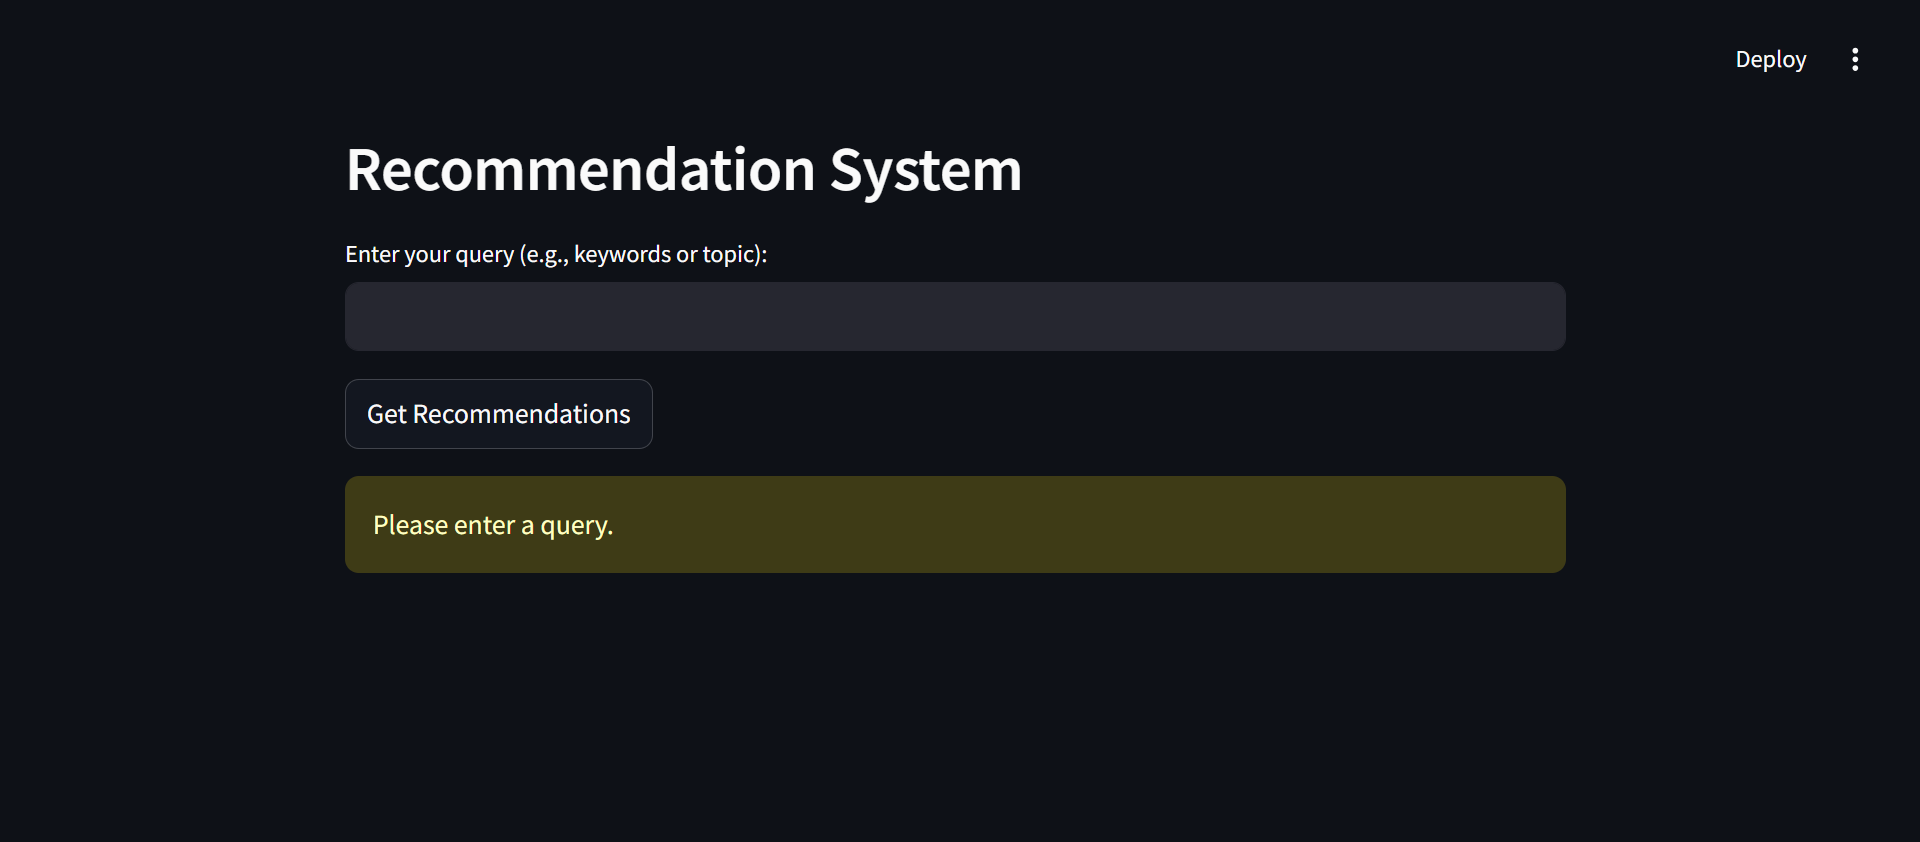 Deploy
Recommendation System
Enter your query (e.g., keywords or topic):
Get Recommendations
Please enter a query.